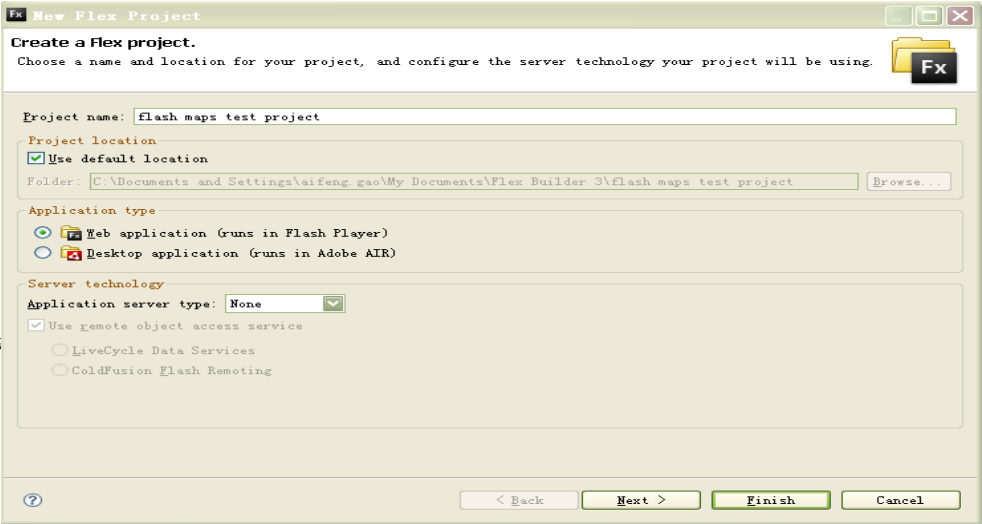 Fx New Flex Project
Create a Flex project.
Choose a name and location for your project, and configure the server technology your project will be using.
Fx
Project name: flash maps test project
Project location
Use default location
Folder: C:\Documents and Settings\aifeng.gao\My Documents\Flex Builder 3\flash maps test project Browse...
Application type
Web application (runs in Flash Player)
Desktop application (runs in Adobe AIR)
Server technology
Application server type: None
Use remote object access service
LiveCycle Data Services
ColdFusion Flash Remoting
? < Back Next > Finish Cancel